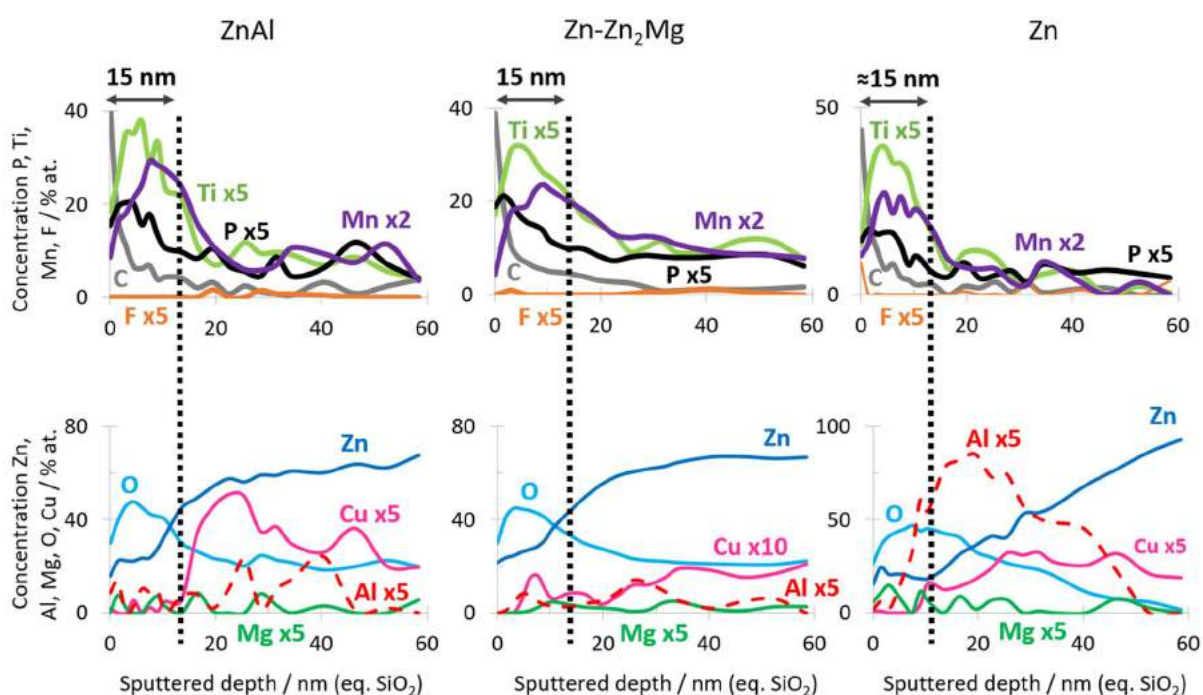 ZnAl
Zn-Zn₂Mg
Zn
15 nm
15 nm
≈15 nm
Concentration P, Ti,
Mn, F / % at.
40
20
0
Ti x5
P x5
Mn x2
C
F x5
0 20 40 60
40
20
0
Ti x5
Mn x2
C
P x5
F x5
0 20 40 60
50
0
Ti x5
Mn x2
P x5
C
F x5
0 20 40 60
Concentration Zn,
Al, Mg, O, Cu / % at.
80
40
0
Zn
O
Cu x5
Al x5
Mg x5
0 20 40 60
80
40
0
Zn
O
Cu x10
Al x5
Mg x5
0 20 40 60
100
50
0
Zn
Al x5
O
Cu x5
Mg x5
0 20 40 60
Sputtered depth / nm (eq. SiO₂)
Sputtered depth / nm (eq. SiO₂)
Sputtered depth / nm (eq. SiO₂)